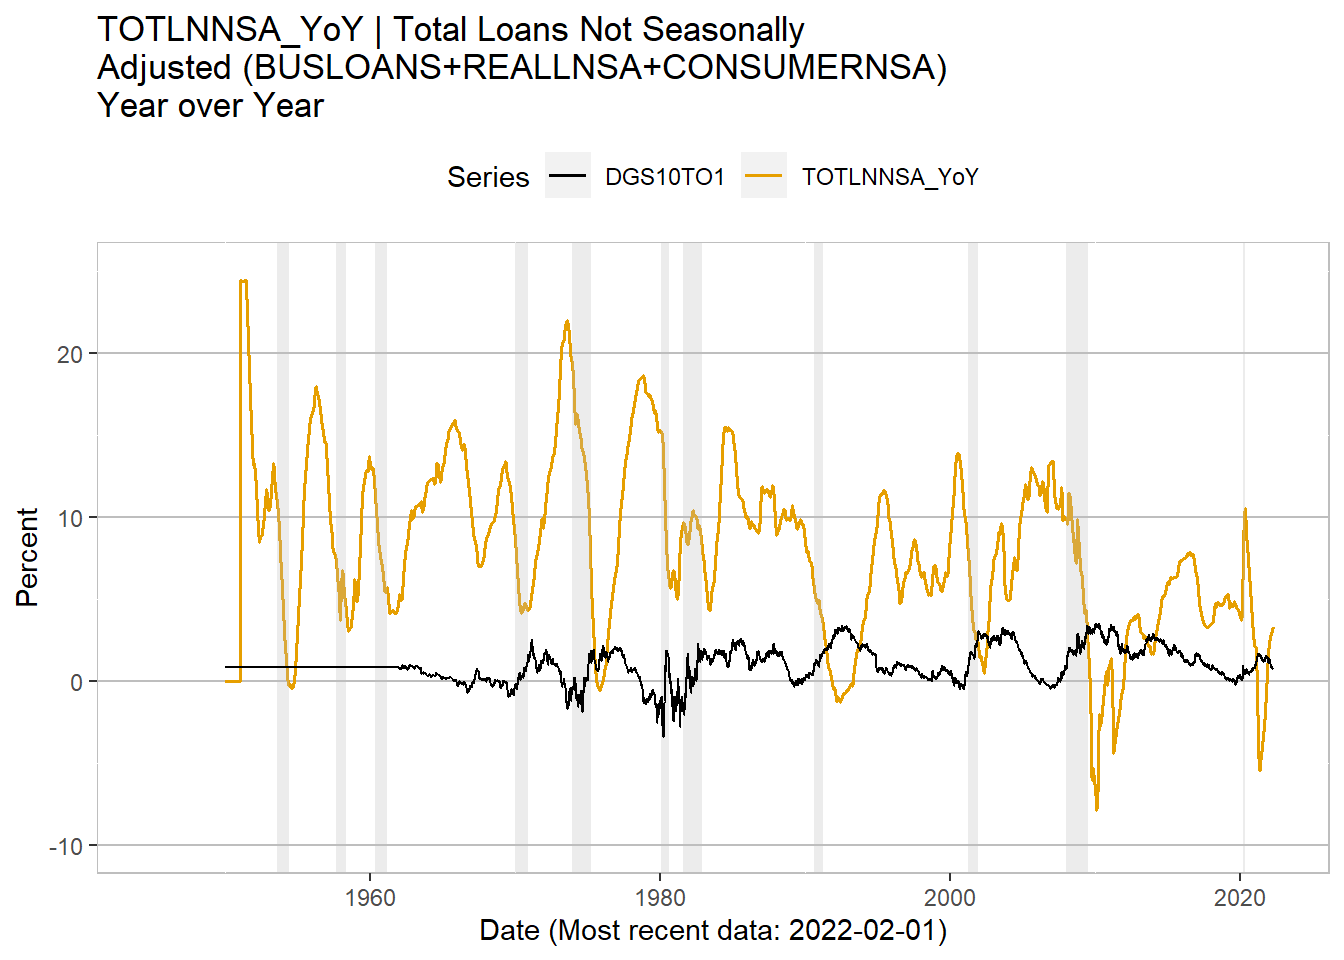 TOTLNNSA_YoY | Total Loans Not Seasonally
Adjusted (BUSLOANS+REALLNSA+CONSUMERNSA)
Year over Year
Series DGS10TO1 TOTLNNSA_YoY
Percent
20
10
0
-10
1960 1980 2000 2020
Date (Most recent data: 2022-02-01)